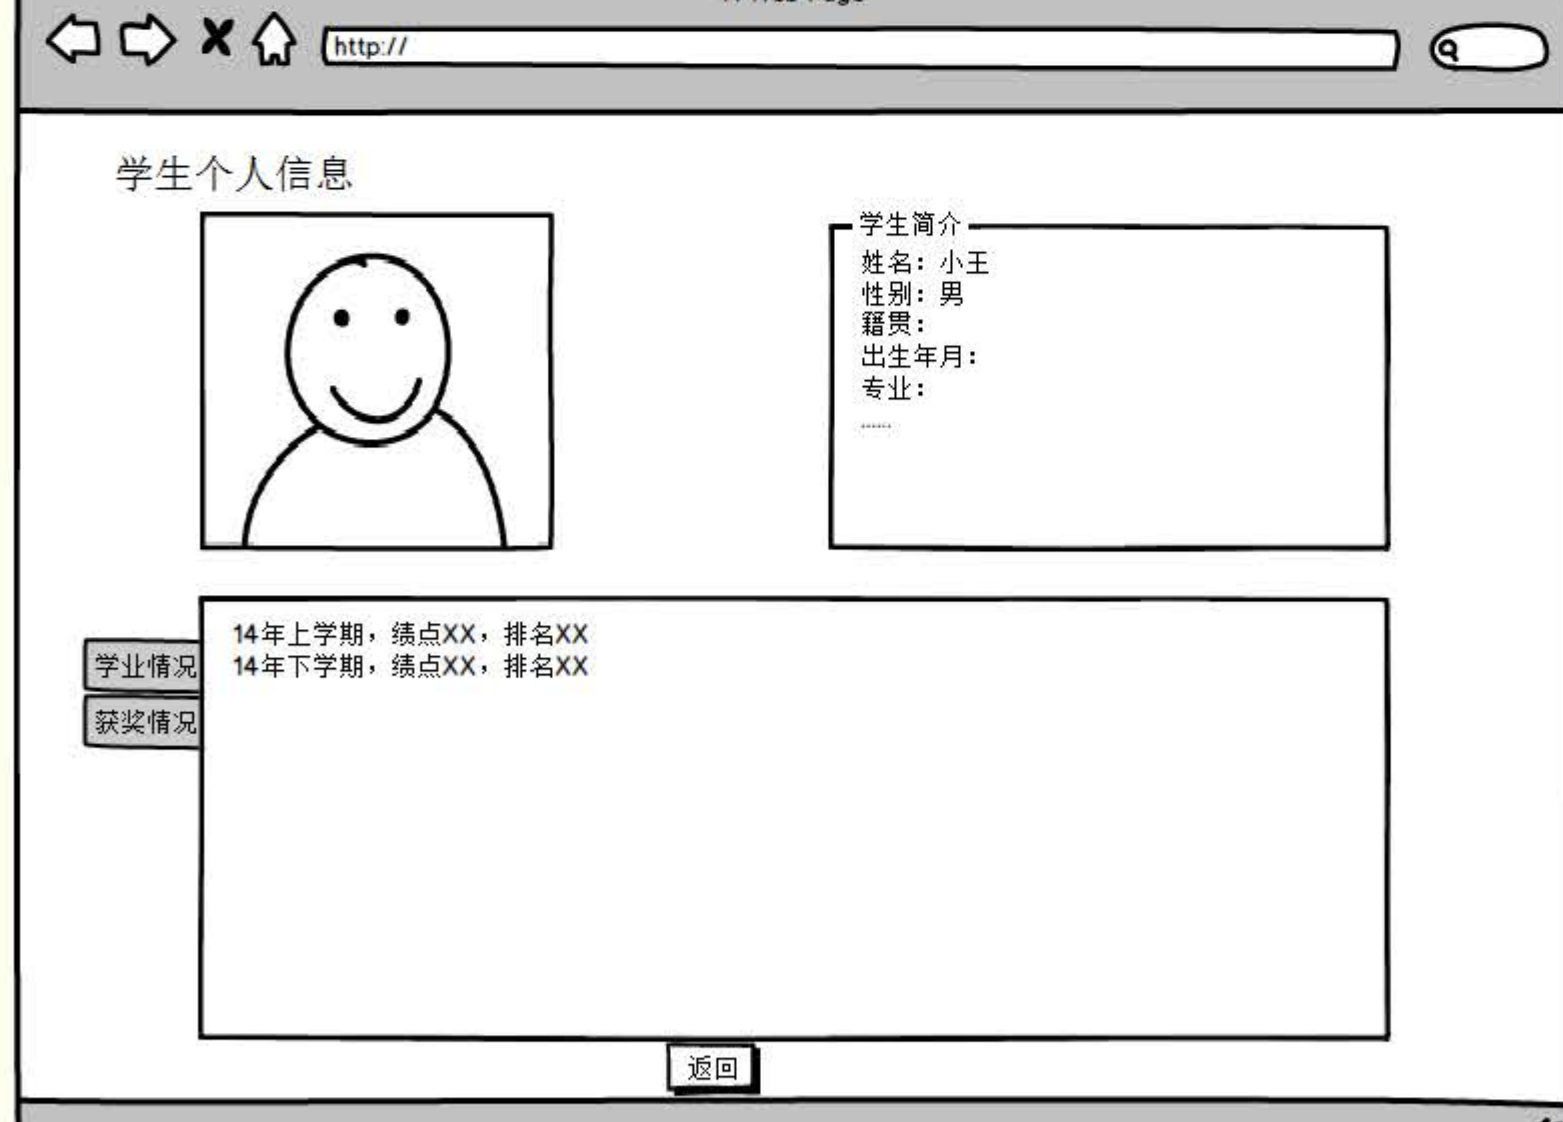 http://
学生个人信息
学生简介
姓名：小王
性别：男
籍贯：
出生年月：
专业：
……
14年上学期，绩点XX，排名XX
14年下学期，绩点XX，排名XX
学业情况
获奖情况
返回